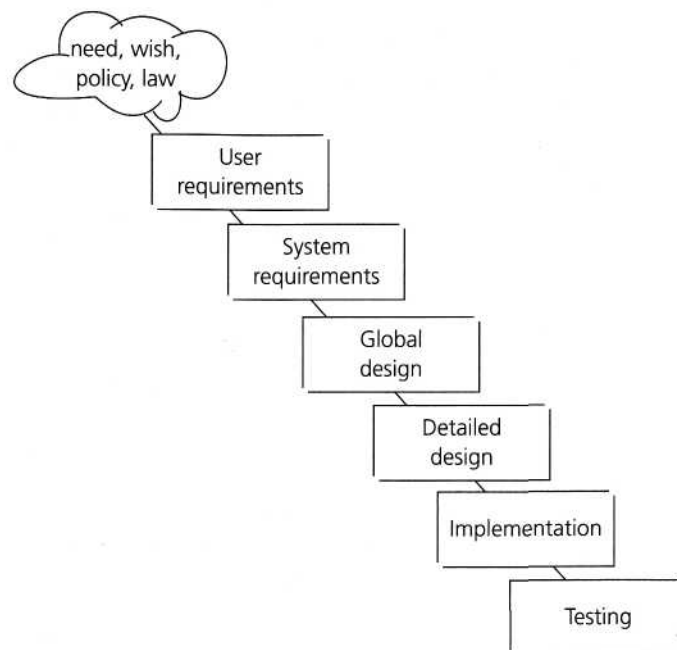 need, wish,
policy, law
User
requirements
System
requirements
Global
design
Detailed
design
Implementation
Testing